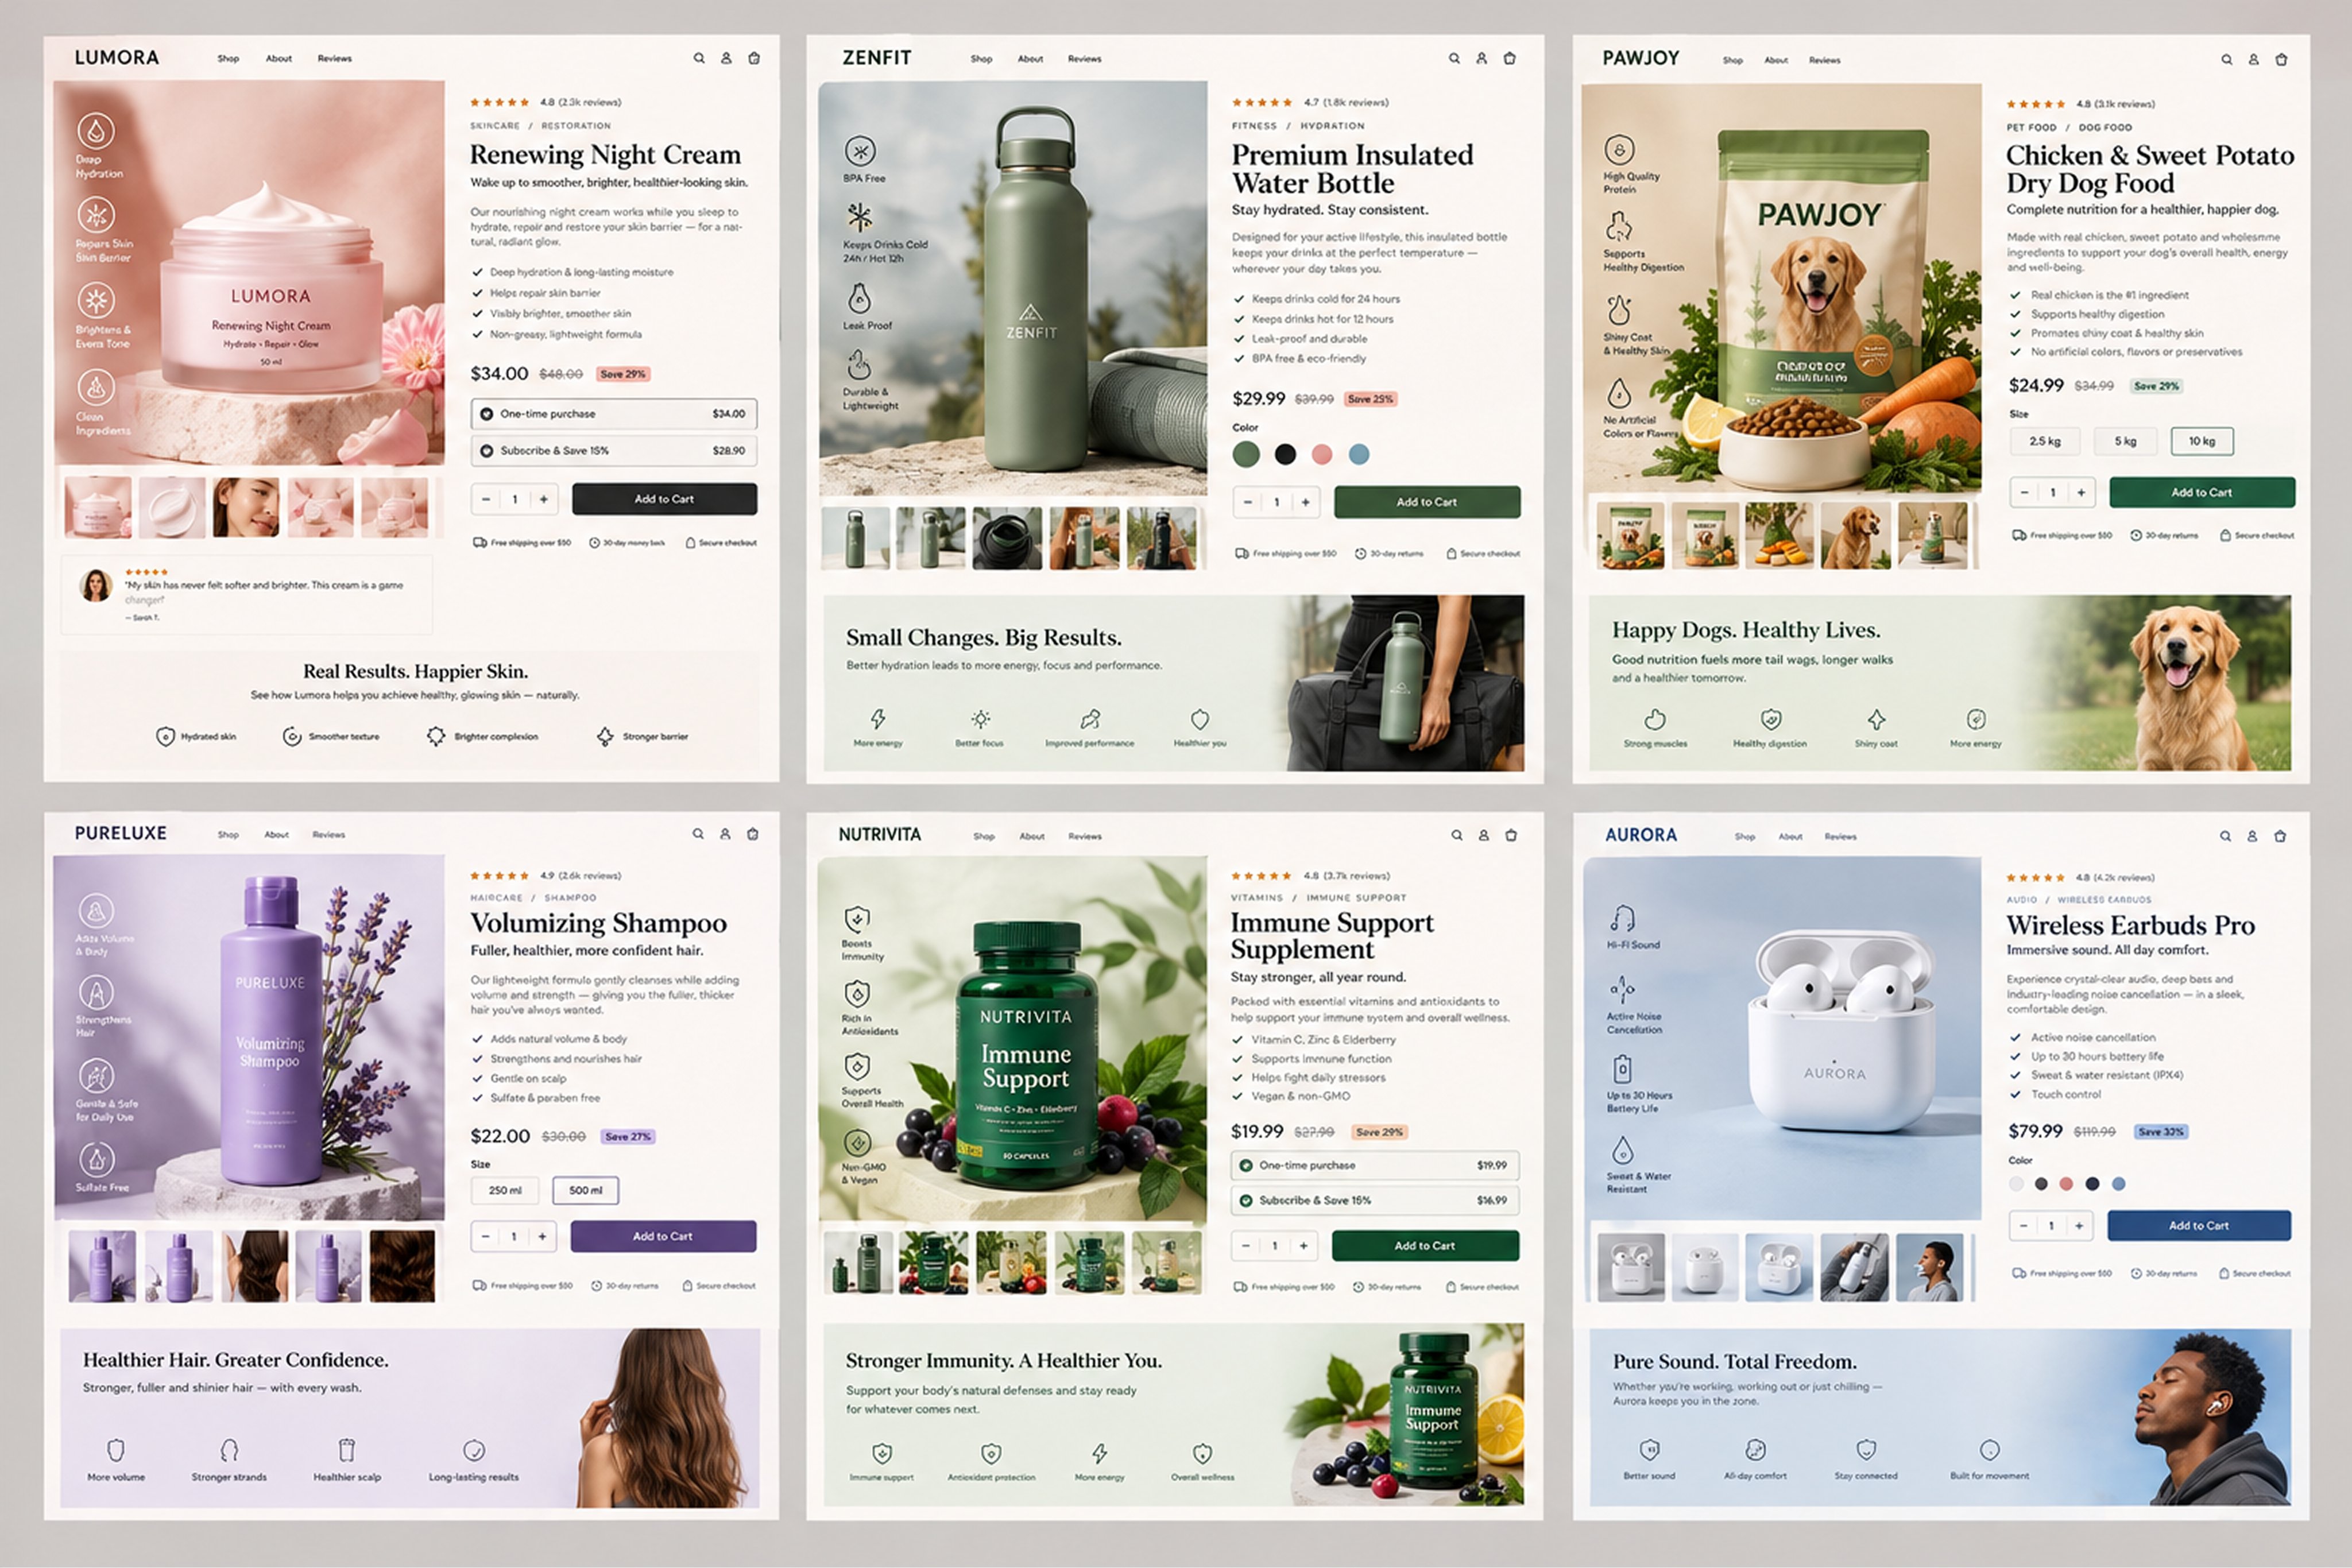 LUMORA
Shop About Reviews
Deep
Hydration
Repairs Skin
Skin Barrier
Brightens &
Evens Tone
Clean
Ingredients
LUMORA
Renewing Night Cream
Hydrate • Repair • Glow
50 ml
4.8 (2.3k reviews)
SKINCARE / RESTORATION
Renewing Night Cream
Wake up to smoother, brighter, healthier-looking skin.
Our nourishing night cream works while you sleep to
hydrate, repair and restore your skin barrier — for a nat-
tural, radiant glow.
Deep hydration & long-lasting moisture
Helps repair skin barrier
Visibly brighter, smoother skin
Non-greasy, lightweight formula
$34.00 $48.00 Save 29%
One-time purchase $34.00
Subscribe & Save 15% $28.90
− 1 + Add to Cart
Free shipping over $50 30-day money back Secure checkout
"My skin has never felt softer and brighter. This cream is a game
changer!"
— Sarah T.
Real Results. Happier Skin.
See how Lumora helps you achieve healthy, glowing skin — naturally.
Hydrated skin Smoother texture Brighter complexion Stronger barrier
ZENFIT
Shop About Reviews
BPA Free
Keeps Drinks Cold
24h / Hot 12h
Leak Proof
Durable &
Lightweight
ZENFIT
4.7 (1.8k reviews)
FITNESS / HYDRATION
Premium Insulated
Water Bottle
Stay hydrated. Stay consistent.
Designed for your active lifestyle, this insulated bottle
keeps your drinks at the perfect temperature —
wherever your day takes you.
Keeps drinks cold for 24 hours
Keeps drinks hot for 12 hours
Leak-proof and durable
BPA free & eco-friendly
$29.99 $39.99 Save 25%
Color
− 1 + Add to Cart
Free shipping over $50 30-day returns Secure checkout
Small Changes. Big Results.
Better hydration leads to more energy, focus and performance.
More energy Better focus Improved performance Healthier you
PAWJOY
Shop About Reviews
High Quality
Protein
Supports
Healthy Digestion
Shiny Coat
& Healthy Skin
No Artificial
Colors or Flavors
PAWJOY
4.8 (3.1k reviews)
PET FOOD / DOG FOOD
Chicken & Sweet Potato
Dry Dog Food
Complete nutrition for a healthier, happier dog.
Made with real chicken, sweet potato and wholesmme
ingredients to support your dog's overall health, energy
and well-being.
Real chicken is the #1 ingredient
Supports healthy digestion
Promotes shiny coat & healthy skin
No artificial colors, flavors or preservatives
$24.99 $34.99 Save 29%
Size
2.5 kg 5 kg 10 kg
− 1 + Add to Cart
Free shipping over $50 30-day returns Secure checkout
Happy Dogs. Healthy Lives.
Good nutrition fuels more tail wags, longer walks
and a healthier tomorrow.
Strong muscles Healthy digestion Shiny coat More energy
PURELUXE
Shop About Reviews
Adds Volume
& Body
Strengthens
Hair
Gentle & Safe
for Daily Use
Sulfate Free
PURELUXE
Volumizing
Shampoo
4.9 (2.6k reviews)
HAIRCARE / SHAMPOO
Volumizing Shampoo
Fuller, healthier, more confident hair.
Our lightweight formula gently cleanses while adding
volume and strength — giving you the fuller, thicker
hair you've always wanted.
Adds natural volume & body
Strengthens and nourishes hair
Gentle on scalp
Sulfate & paraben free
$22.00 $30.00 Save 27%
Size
250 ml 500 ml
− 1 + Add to Cart
Free shipping over $50 30-day returns Secure checkout
Healthier Hair. Greater Confidence.
Stronger, fuller and shinier hair — with every wash.
More volume Stronger strands Healthier scalp Long-lasting results
NUTRIVITA
Shop About Reviews
Boosts
Immunity
Rich in
Antioxidants
Supports
Overall Health
Non-GMO
& Vegan
NUTRIVITA
Immune
Support
Vitamin C • Zinc • Elderberry
CAPSULES
4.8 (3.7k reviews)
VITAMINS / IMMUNE SUPPORT
Immune Support
Supplement
Stay stronger, all year round.
Packed with essential vitamins and antioxidants to
help support your immune system and overall wellness.
Vitamin C, Zinc & Elderberry
Supports immune function
Helps fight daily stressors
Vegan & non-GMO
$19.99 $27.99 Save 29%
One-time purchase $19.99
Subscribe & Save 15% $16.99
− 1 + Add to Cart
Free shipping over $50 30-day returns Secure checkout
Stronger Immunity. A Healthier You.
Support your body's natural defenses and stay ready
for whatever comes next.
NUTRIVITA
Immune
Support
Immune support Antioxidant protection More energy Overall wellness
AURORA
Shop About Reviews
Hi-Fi Sound
Active Noise
Cancellation
Up to 30 Hours
Battery Life
Sweat & Water
Resistant
AURORA
4.8 (4.2k reviews)
AUDIO / WIRELESS EARBUDS
Wireless Earbuds Pro
Immersive sound. All day comfort.
Experience crystal-clear audio, deep bass and
industry-leading noise cancellation — in a sleek,
comfortable design.
Active noise cancellation
Up to 30 hours bettery life
Sweat & water resistant (IPX4)
Touch control
$79.99 $119.99 Save 33%
Color
− 1 + Add to Cart
Free shipping over $50 30-day returns Secure checkout
Pure Sound. Total Freedom.
Whether you're working, working out or just chilling —
Aurora keeps you in the zone.
Better sound All-day comfort Stay connected Built for movement